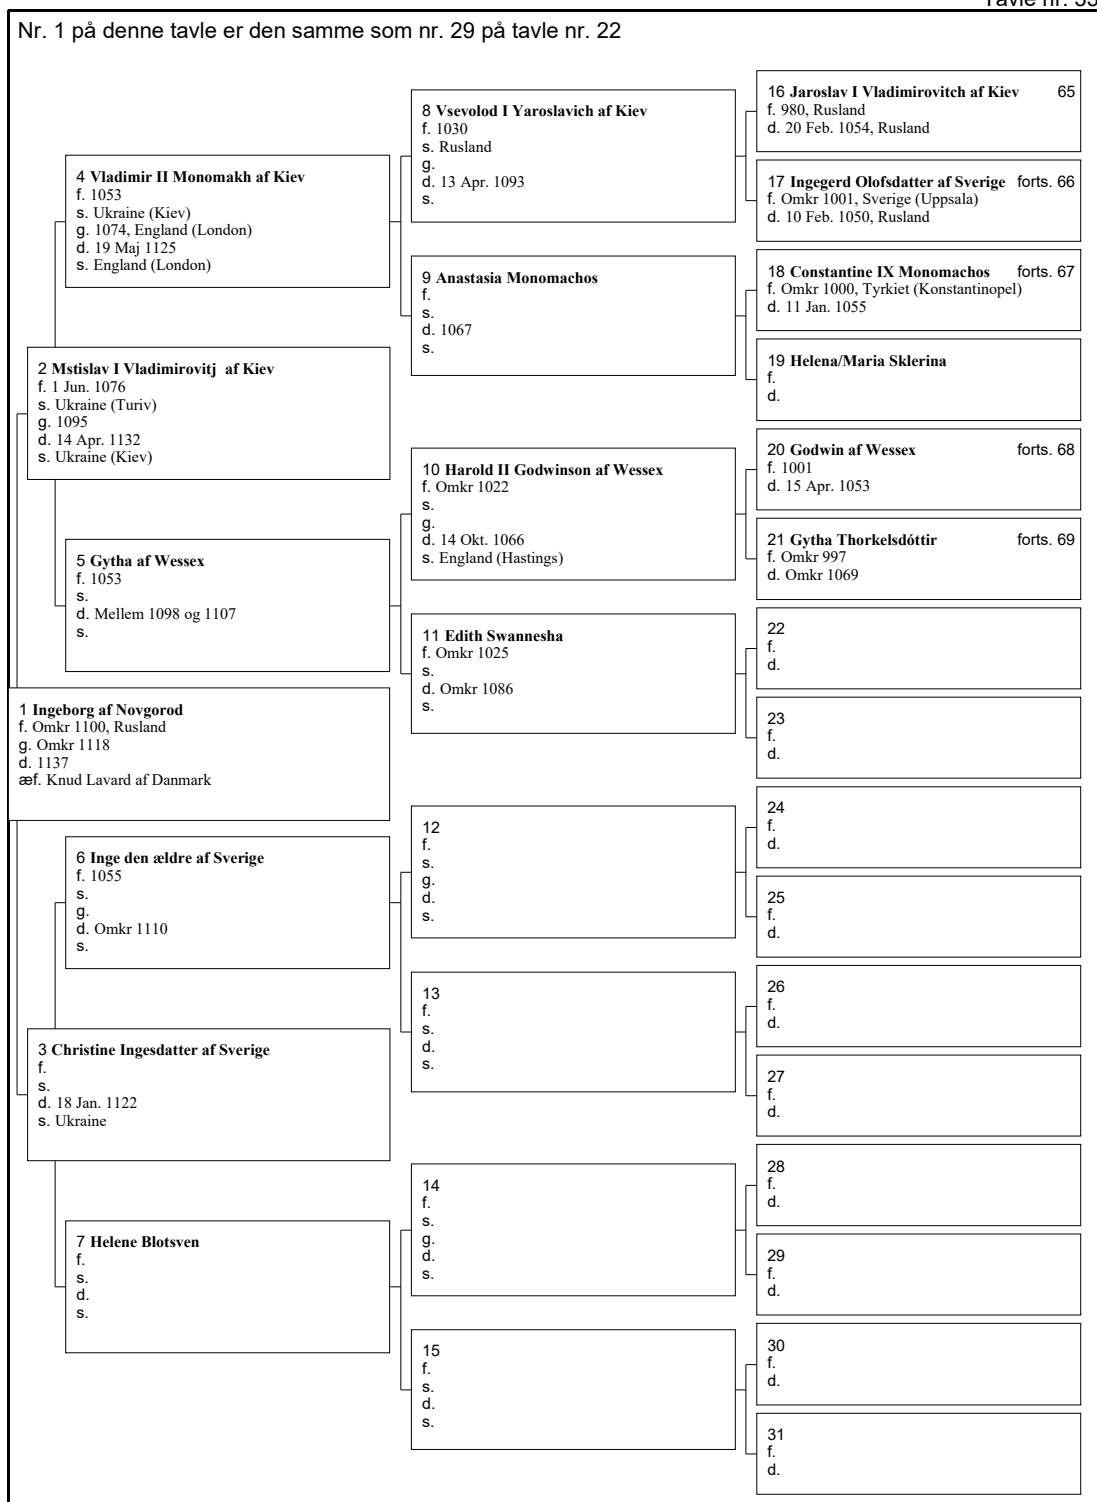 Tavle nr. 35
Nr. 1 på denne tavle er den samme som nr. 29 på tavle nr. 22
16 Jaroslav I Vladimirovitch af Kiev 65
f. 980, Rusland
d. 20 Feb. 1054, Rusland
8 Vsevolod I Yaroslavich af Kiev
f. 1030
s. Rusland
g.
d. 13 Apr. 1093
s.
17 Ingegerd Olofsdatter af Sverige forts. 66
f. Omkr 1001, Sverige (Uppsala)
d. 10 Feb. 1050, Rusland
4 Vladimir II Monomakh af Kiev
f. 1053
s. Ukraine (Kiev)
g. 1074, England (London)
d. 19 Maj 1125
s. England (London)
18 Constantine IX Monomachos forts. 67
f. Omkr 1000, Tyrkiet (Konstantinopel)
d. 11 Jan. 1055
9 Anastasia Monomachos
f.
s.
d. 1067
s.
19 Helena/Maria Sklerina
f.
d.
2 Mstislav I Vladimirovitj af Kiev
f. 1 Jun. 1076
s. Ukraine (Turiv)
g. 1095
d. 14 Apr. 1132
s. Ukraine (Kiev)
20 Godwin af Wessex forts. 68
f. 1001
d. 15 Apr. 1053
10 Harold II Godwinson af Wessex
f. Omkr 1022
s.
g.
d. 14 Okt. 1066
s. England (Hastings)
21 Gytha Thorkelsdóttir forts. 69
f. Omkr 997
d. Omkr 1069
5 Gytha af Wessex
f. 1053
s.
d. Mellem 1098 og 1107
s.
22
f.
d.
11 Edith Swannesha
f. Omkr 1025
s.
d. Omkr 1086
s.
23
f.
d.
1 Ingeborg af Novgorod
f. Omkr 1100, Rusland
g. Omkr 1118
d. 1137
æf. Knud Lavard af Danmark
24
f.
d.
12
f.
s.
g.
d.
s.
25
f.
d.
6 Inge den ældre af Sverige
f. 1055
s.
g.
d. Omkr 1110
s.
26
f.
d.
13
f.
s.
d.
s.
27
f.
d.
3 Christine Ingesdatter af Sverige
f.
s.
d. 18 Jan. 1122
s. Ukraine
28
f.
d.
14
f.
s.
g.
d.
s.
29
f.
d.
7 Helene Blotsven
f.
s.
d.
s.
30
f.
d.
15
f.
s.
d.
s.
31
f.
d.